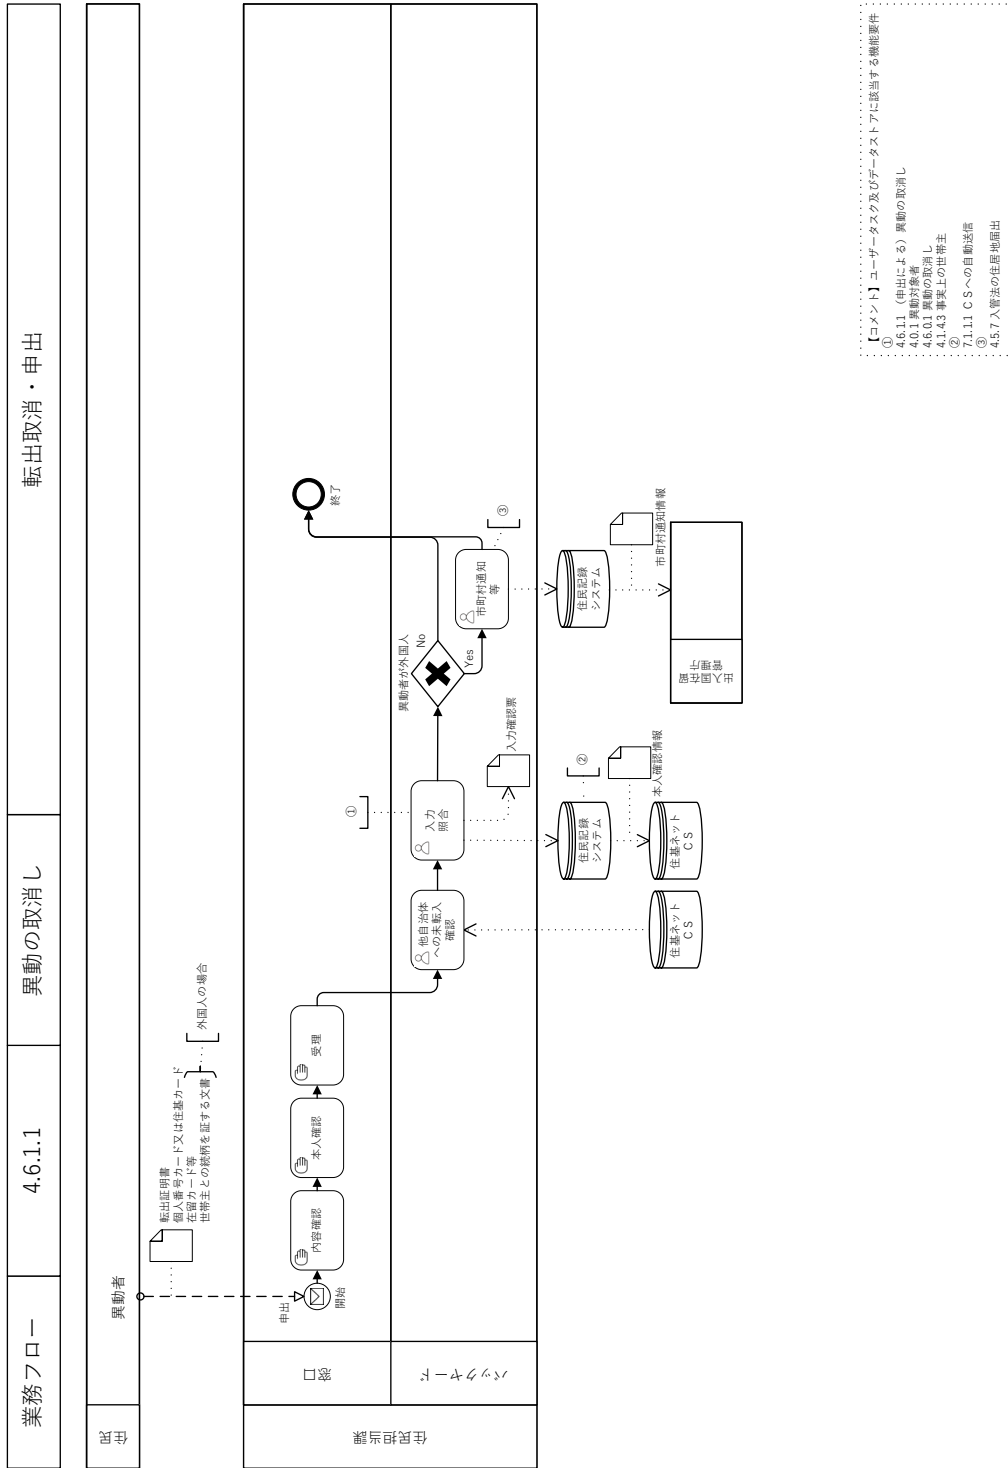 業務フロー
4.6.1.1
異動の取消し
転出取消・申出
住民
異動者
転出証明書
個人番号カード又は住基カード
在留カード等
世帯主との続柄を証する文書
外国人の場合
住民担当課
窓口
バックヤード
申出
開始
内容確認
本人確認
受理
他自治体
への未転入
確認
①
入力
照合
入力確認票
異動者が外国人
No
Yes
市町村通知
等
③
終了
住基ネット
CS
住民記録
システム
②
本人確認情報
住基ネット
CS
住民記録
システム
市町村通知情報
出入国在留
管理庁
【コメント】ユーザータスク及びデータストアに該当する機能要件
①
4.6.1.1 （申出による）異動の取消し
4.0.1 異動対象者
4.6.0.1 異動の取消し
4.1.4.3 事実上の世帯主
②
7.1.1.1 CSへの自動送信
③
4.5.7 入管法の住居地届出